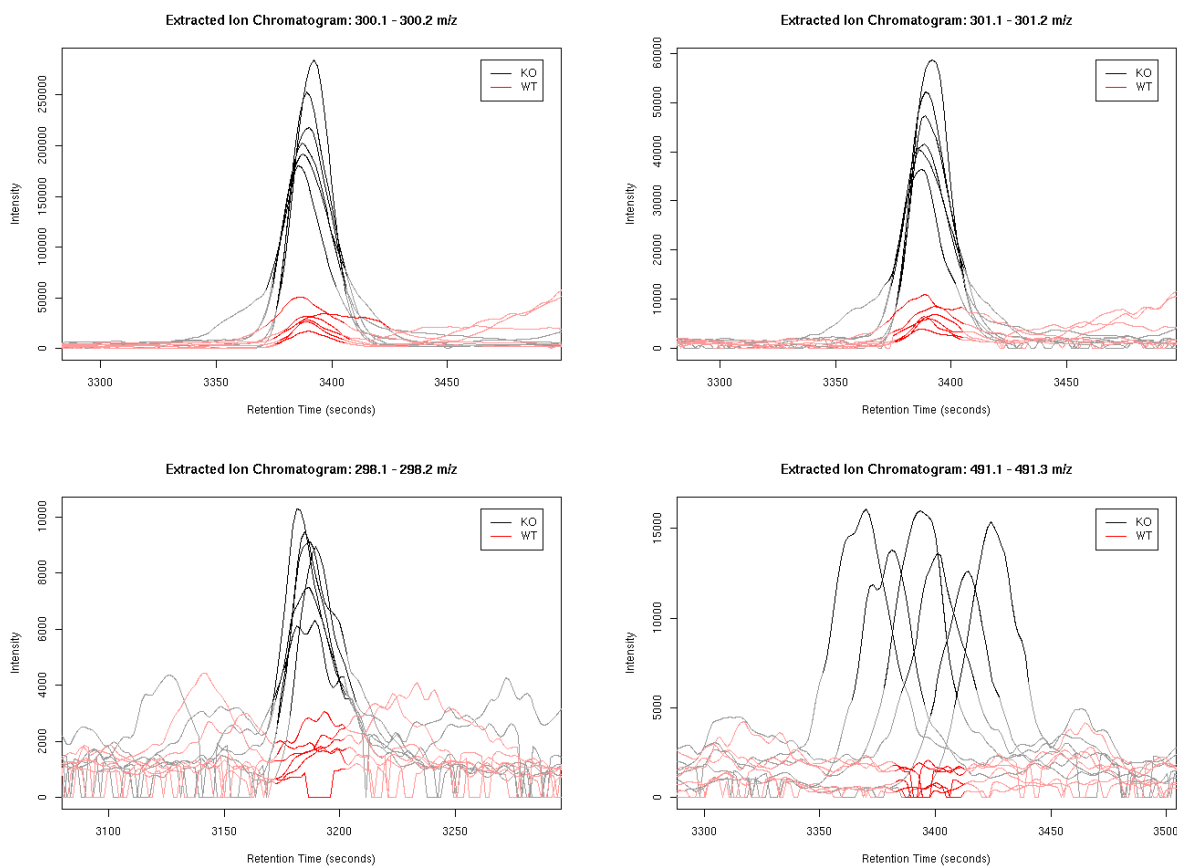 Extracted Ion Chromatogram: 300.1 - 300.2 m/z
Intensity
0
50000
100000
150000
200000
250000
KO
WT
3300
3350
3400
3450
Retention Time (seconds)
Extracted Ion Chromatogram: 301.1 - 301.2 m/z
Intensity
0
10000
20000
30000
40000
50000
60000
KO
WT
3300
3350
3400
3450
Retention Time (seconds)
Extracted Ion Chromatogram: 298.1 - 298.2 m/z
Intensity
0
2000
4000
6000
8000
10000
KO
WT
3100
3150
3200
3250
Retention Time (seconds)
Extracted Ion Chromatogram: 491.1 - 491.3 m/z
Intensity
0
5000
10000
15000
KO
WT
3300
3350
3400
3450
3500
Retention Time (seconds)